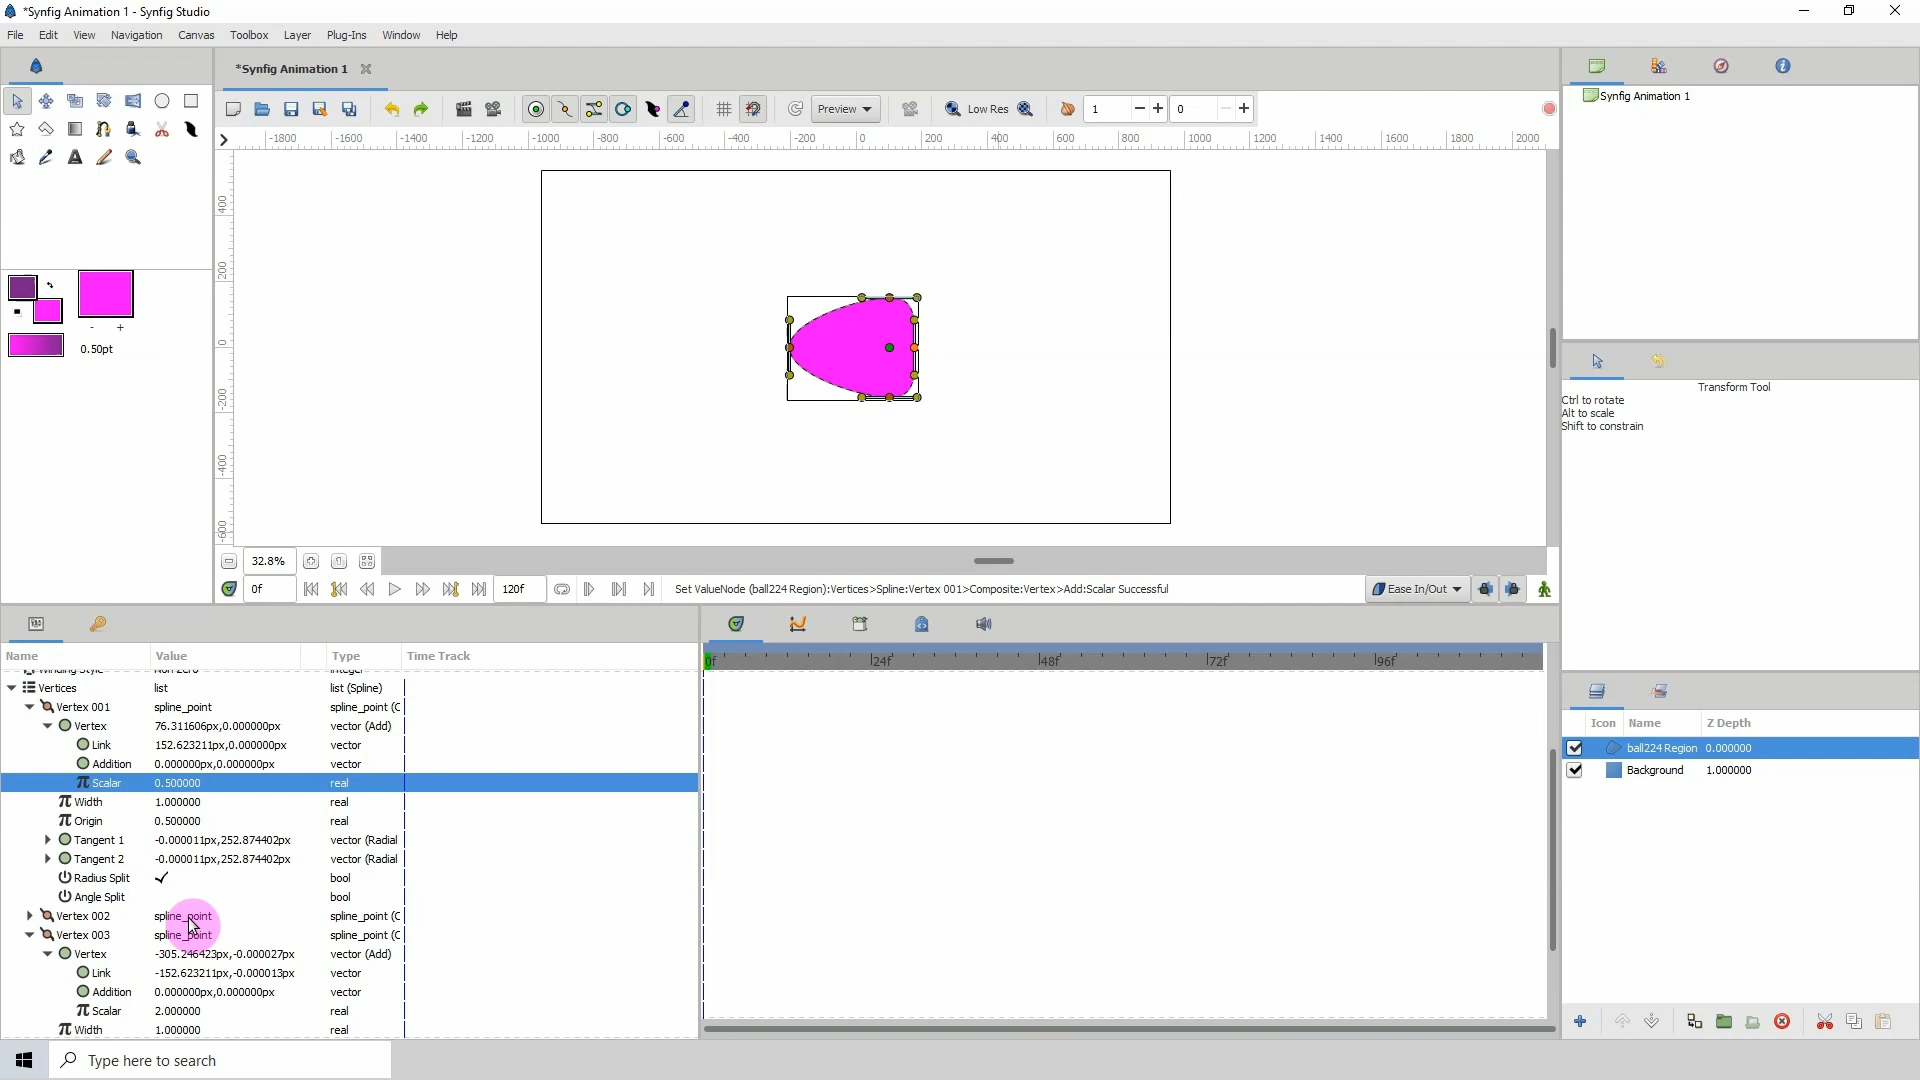 *Synfig Animation 1 - Synfig Studio
File Edit View Navigation Canvas Toolbox Layer Plug-Ins Window Help
*Synfig Animation 1
Preview Low Res 1 0
-1800 -1600 -1400 -1200 -1000 -800 -600 -400 -200 0 200 400 600 800 1000 1200 1400 1600 1800 2000
400
200
0
-200
-400
-600
- +
0.50pt
Synfig Animation 1
Transform Tool
Ctrl to rotate
Alt to scale
Shift to constrain
32.8%
0f 120f Set ValueNode (ball224 Region):Vertices>Spline:Vertex 001>Composite:Vertex>Add:Scalar Successful Ease In/Out
Name Value Type Time Track
0f 24f 48f 72f 96f
Winding Style Non Zero integer
Vertices list list (Spline)
Vertex 001 spline_point spline_point (C
Vertex 76.311606px,0.000000px vector (Add)
Link 152.623211px,0.000000px vector
Addition 0.000000px,0.000000px vector
Scalar 0.500000 real
Width 1.000000 real
Origin 0.500000 real
Tangent 1 -0.000011px,252.874402px vector (Radial
Tangent 2 -0.000011px,252.874402px vector (Radial
Radius Split bool
Angle Split bool
Vertex 002 spline_point spline_point (C
Vertex 003 spline_point spline_point (C
Vertex -305.246423px,-0.000027px vector (Add)
Link -152.623211px,-0.000013px vector
Addition 0.000000px,0.000000px vector
Scalar 2.000000 real
Width 1.000000 real
Icon Name Z Depth
ball224 Region 0.000000
Background 1.000000
Type here to search